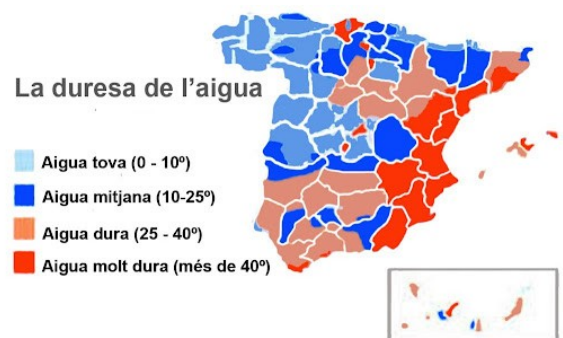 La duresa de l'aigua
Aigua tova (0 - 10º)
Aigua mitjana (10-25º)
Aigua dura (25 - 40º)
Aigua molt dura (més de 40º)